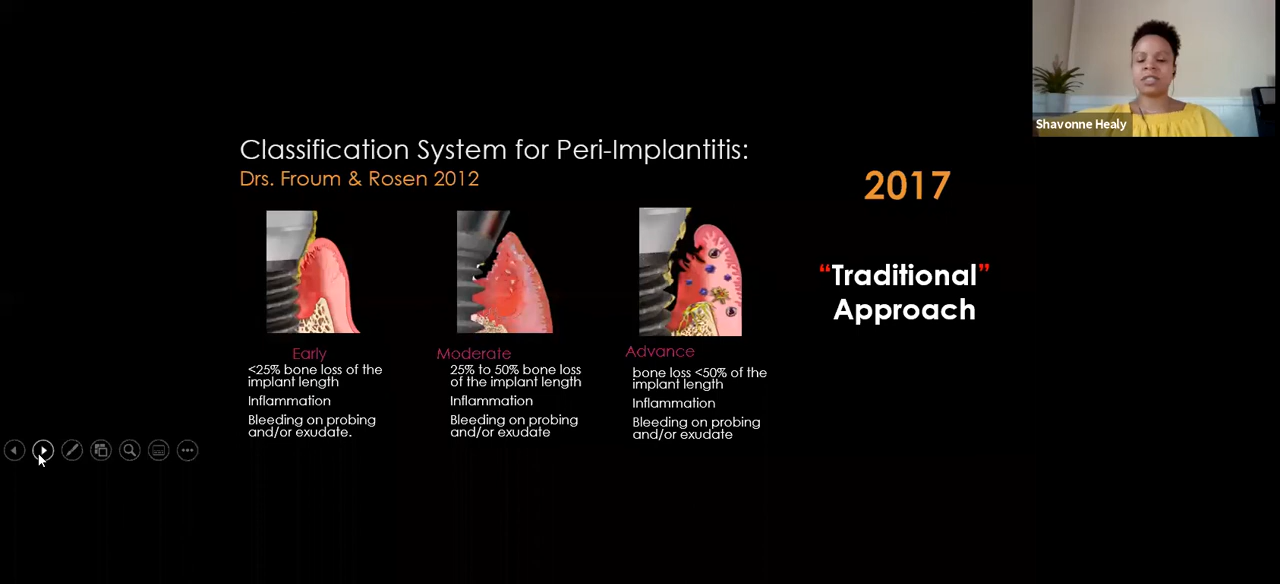 Shavonne Healy
Classification System for Peri-Implantitis:
Drs. Froum & Rosen 2012
2017
“Traditional”
Approach
Early
<25% bone loss of the
implant length
Inflammation
Bleeding on probing
and/or exudate.
Moderate
25% to 50% bone loss
of the implant length
Inflammation
Bleeding on probing
and/or exudate
Advance
bone loss <50% of the
implant length
Inflammation
Bleeding on probing
and/or exudate